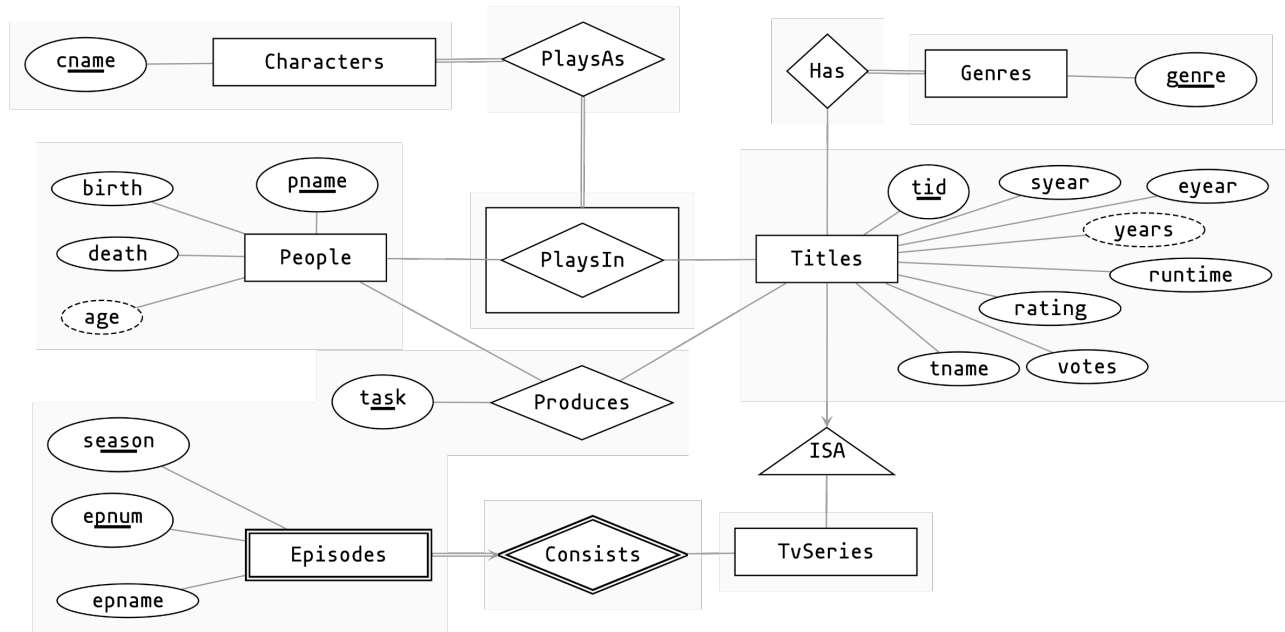 cname
Characters
PlaysAs
Has
Genres
genre
birth
pname
death
People
age
PlaysIn
Titles
tid
syear
eyear
years
runtime
rating
tname
votes
task
Produces
ISA
season
epnum
Episodes
epname
Consists
TvSeries